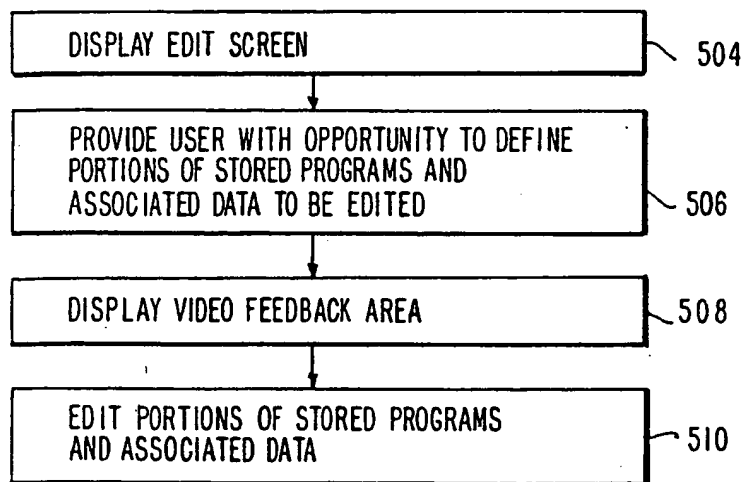 DISPLAY EDIT SCREEN
504
PROVIDE USER WITH OPPORTUNITY TO DEFINE
PORTIONS OF STORED PROGRAMS AND
ASSOCIATED DATA TO BE EDITED
506
DISPLAY VIDEO FEEDBACK AREA
508
EDIT PORTIONS OF STORED PROGRAMS
AND ASSOCIATED DATA
510